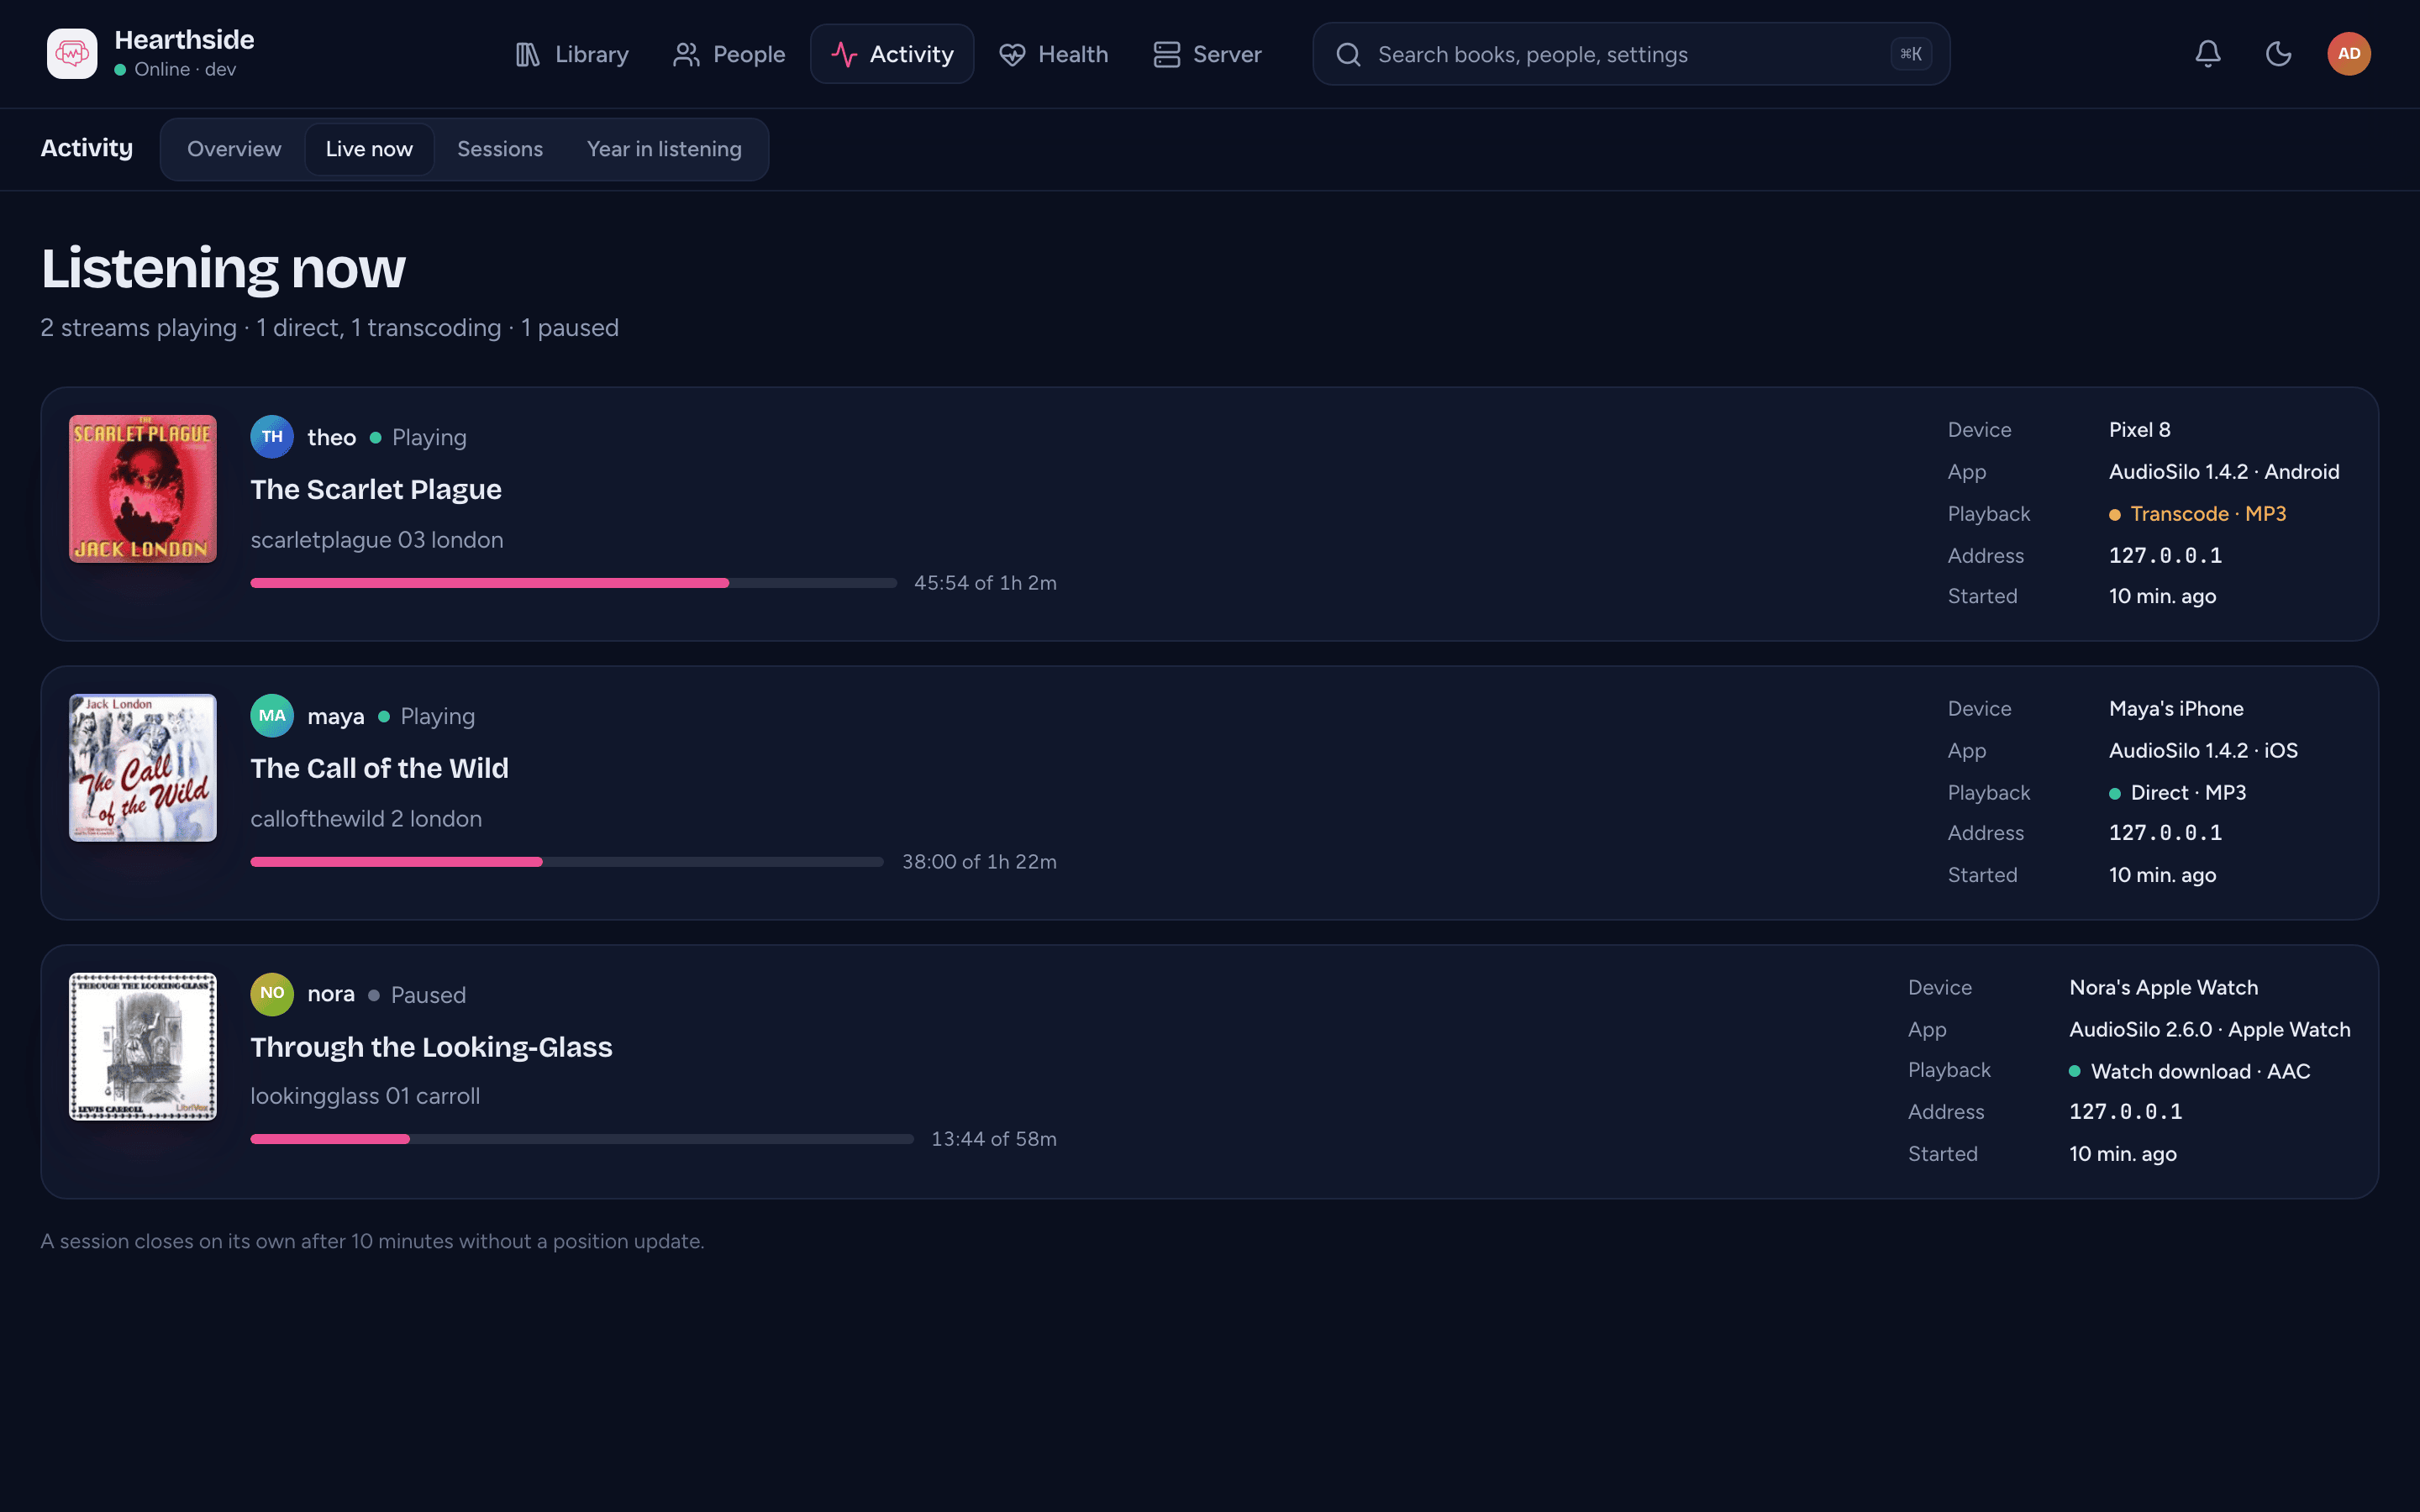 Hearthside
Online · dev
Library
People
Activity
Health
Server
Search books, people, settings
⌘K
AD
Activity
Overview
Live now
Sessions
Year in listening
Listening now
2 streams playing · 1 direct, 1 transcoding · 1 paused
THE
SCARLET PLAGUE
JACK LONDON
TH
theo
Playing
The Scarlet Plague
scarletplague 03 london
45:54 of 1h 2m
Device
Pixel 8
App
AudioSilo 1.4.2 · Android
Playback
Transcode · MP3
Address
127.0.0.1
Started
10 min. ago
Jack London
The Call
of the Wild
MA
maya
Playing
The Call of the Wild
callofthewild 2 london
38:00 of 1h 22m
Device
Maya's iPhone
App
AudioSilo 1.4.2 · iOS
Playback
Direct · MP3
Address
127.0.0.1
Started
10 min. ago
THROUGH THE LOOKING-GLASS
LEWIS CARROLL
LibriVox
NO
nora
Paused
Through the Looking-Glass
lookingglass 01 carroll
13:44 of 58m
Device
Nora's Apple Watch
App
AudioSilo 2.6.0 · Apple Watch
Playback
Watch download · AAC
Address
127.0.0.1
Started
10 min. ago
A session closes on its own after 10 minutes without a position update.